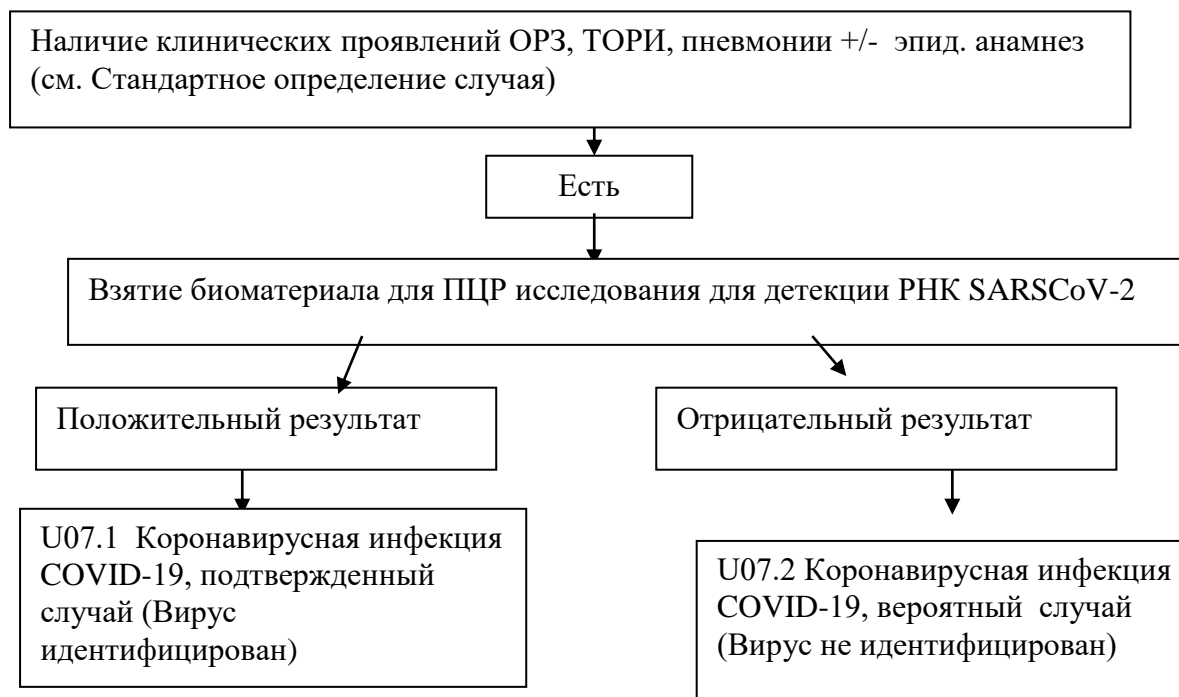 Наличие клинических проявлений ОРЗ, ТОРИ, пневмонии +/- эпид. анамнез
(см. Стандартное определение случая)
Есть
Взятие биоматериала для ПЦР исследования для детекции РНК SARSCoV-2
Положительный результат
Отрицательный результат
U07.1 Коронавирусная инфекция
COVID-19, подтвержденный
случай (Вирус
идентифицирован)
U07.2 Коронавирусная инфекция
COVID-19, вероятный случай
(Вирус не идентифицирован)